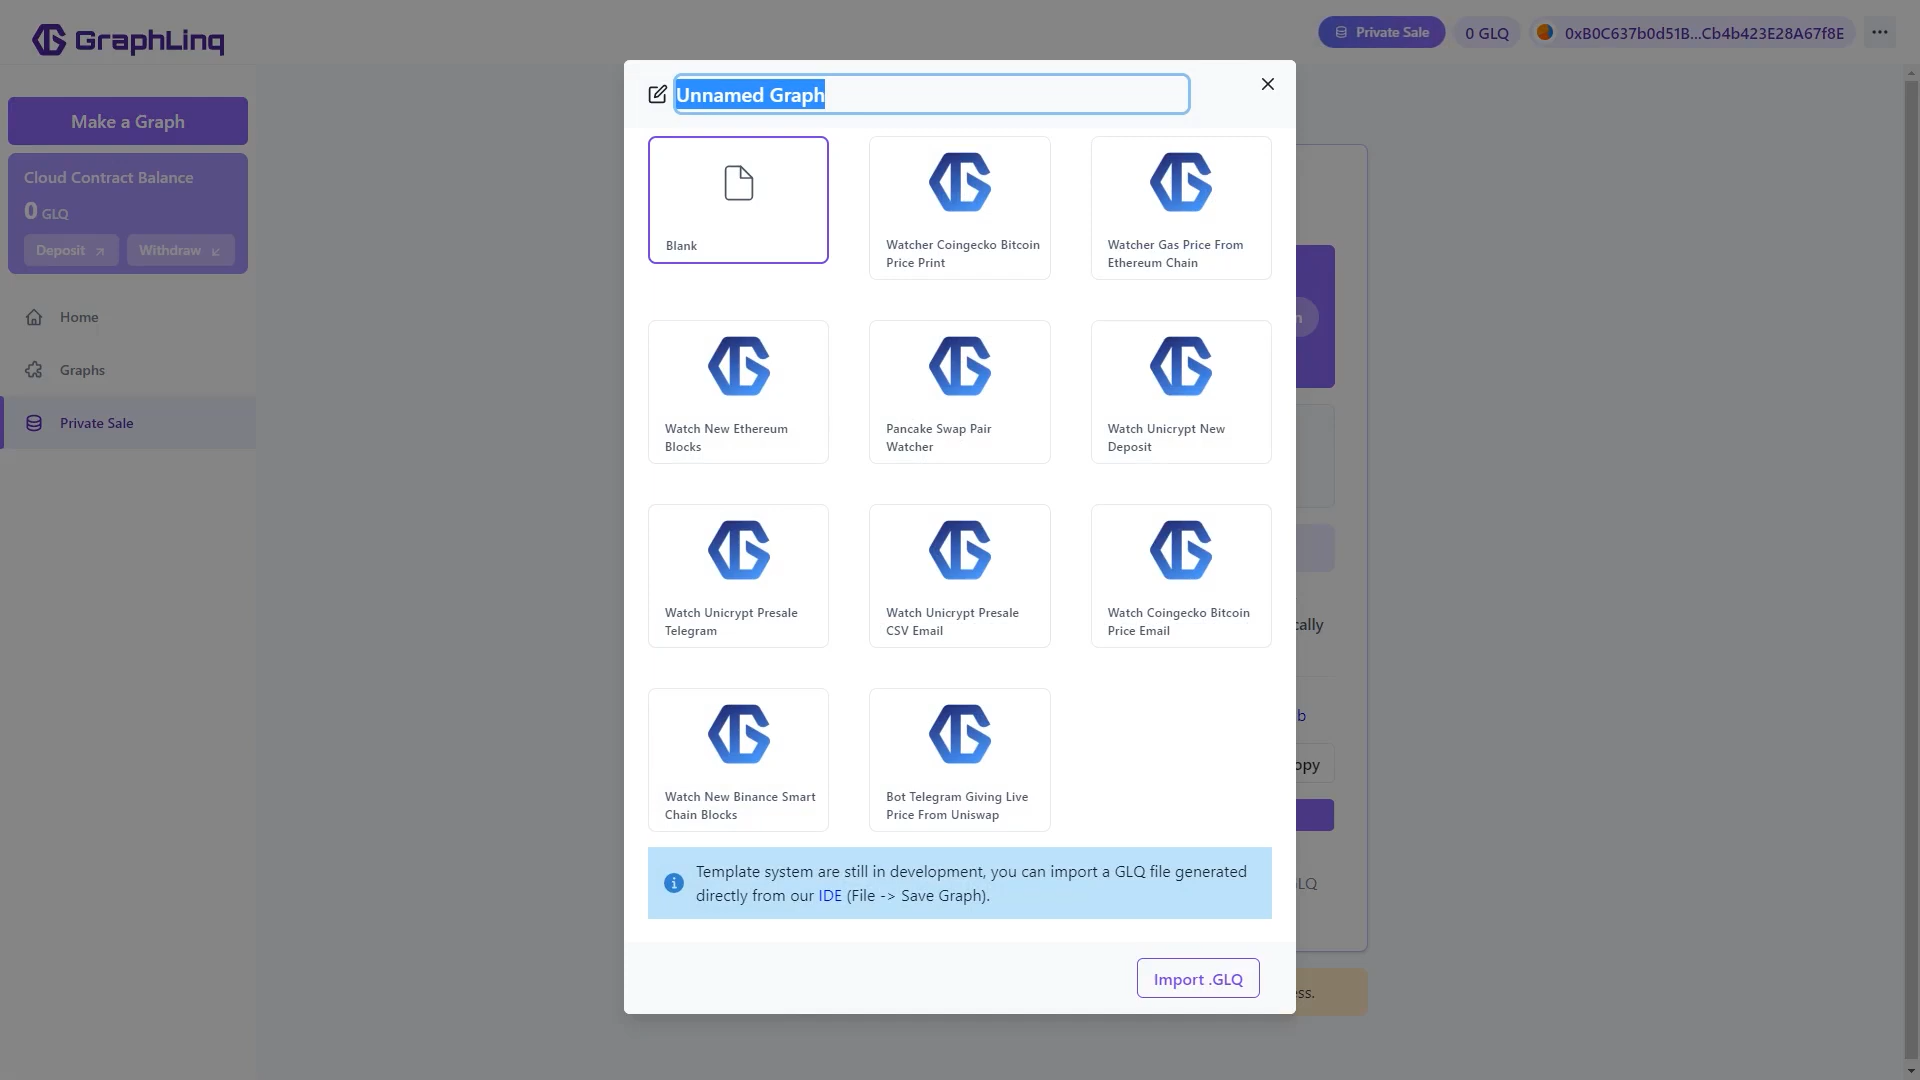 GraphLinq
Private Sale
0 GLQ
0xB0C637b0d51B...Cb4b423E28A67f8E
Make a Graph
Cloud Contract Balance
0 GLQ
Deposit
Withdraw
Home
Graphs
Private Sale
Unnamed Graph
Blank
Watcher Coingecko Bitcoin
Price Print
Watcher Gas Price From
Ethereum Chain
Watch New Ethereum
Blocks
Pancake Swap Pair
Watcher
Watch Unicrypt New
Deposit
Watch Unicrypt Presale
Telegram
Watch Unicrypt Presale
CSV Email
Watch Coingecko Bitcoin
Price Email
Watch New Binance Smart
Chain Blocks
Bot Telegram Giving Live
Price From Uniswap
Template system are still in development, you can import a GLQ file generated
directly from our IDE (File -> Save Graph).
Import .GLQ